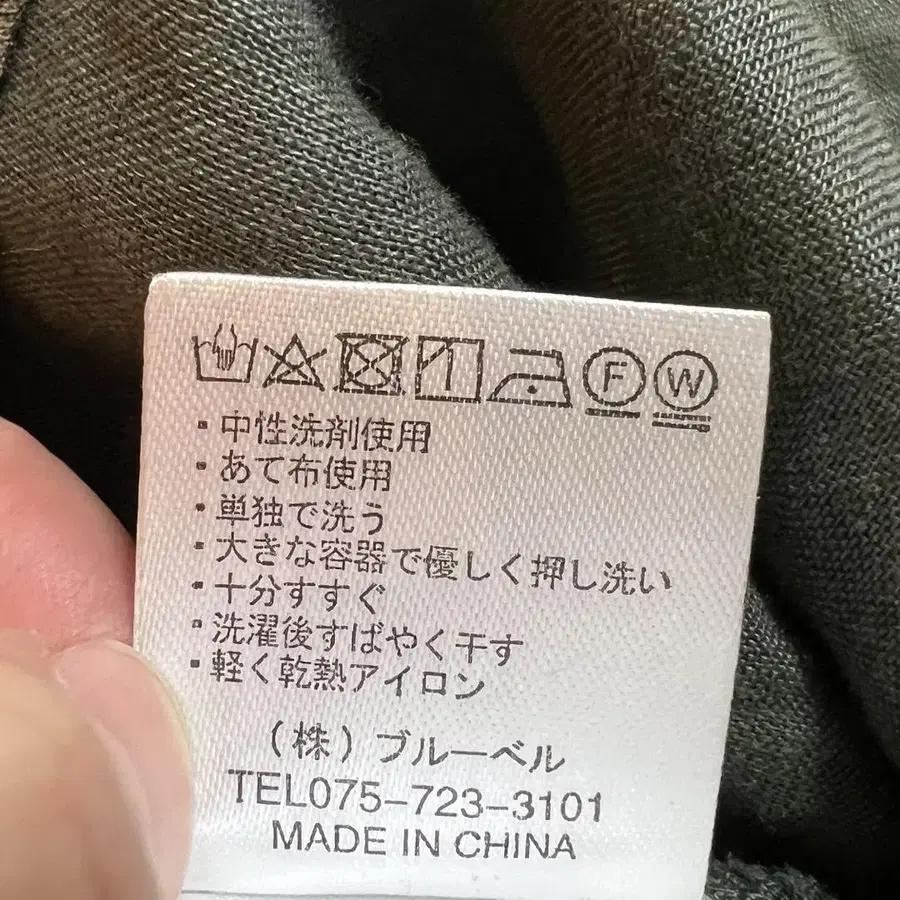 F W
・中性洗剤使用
・あて布使用
・単独で洗う
・大きな容器で優しく押し洗い
・十分すすぐ
・洗濯後すばやく干す
・軽く乾熱アイロン
（株）ブルーベル
TEL075-723-3101
MADE IN CHINA